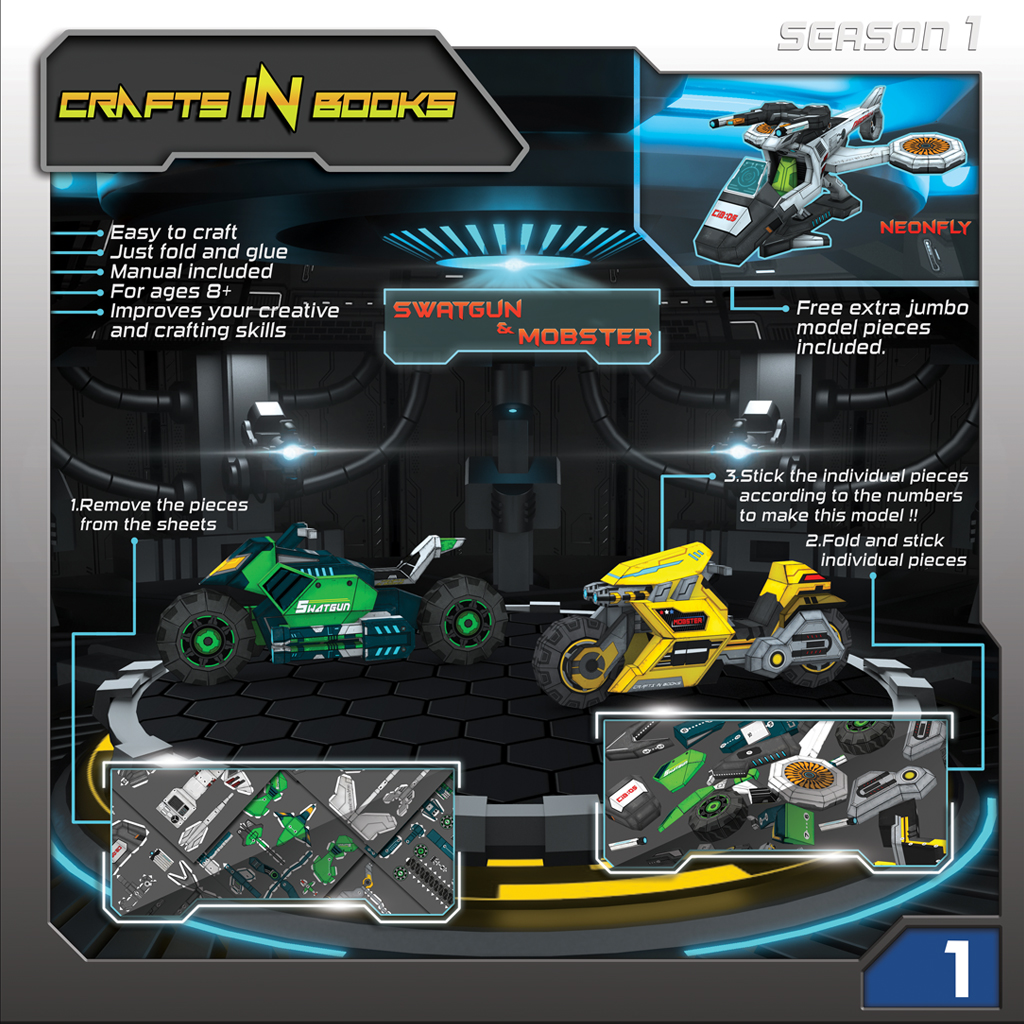 SEASON 1
CRAFTS IN BOOKS
CB:05
NEONFLY
Easy to craft
Just fold and glue
Manual included
For ages 8+
Improves your creative
and crafting skills
SWATGUN
& MOBSTER
Free extra jumbo
model pieces
included.
1.Remove the pieces
from the sheets
3.Stick the individual pieces
according to the numbers
to make this model !!
2.Fold and stick
individual pieces
SWATGUN
MOBSTER
CRAFTS IN BOOKS
CB:05
1